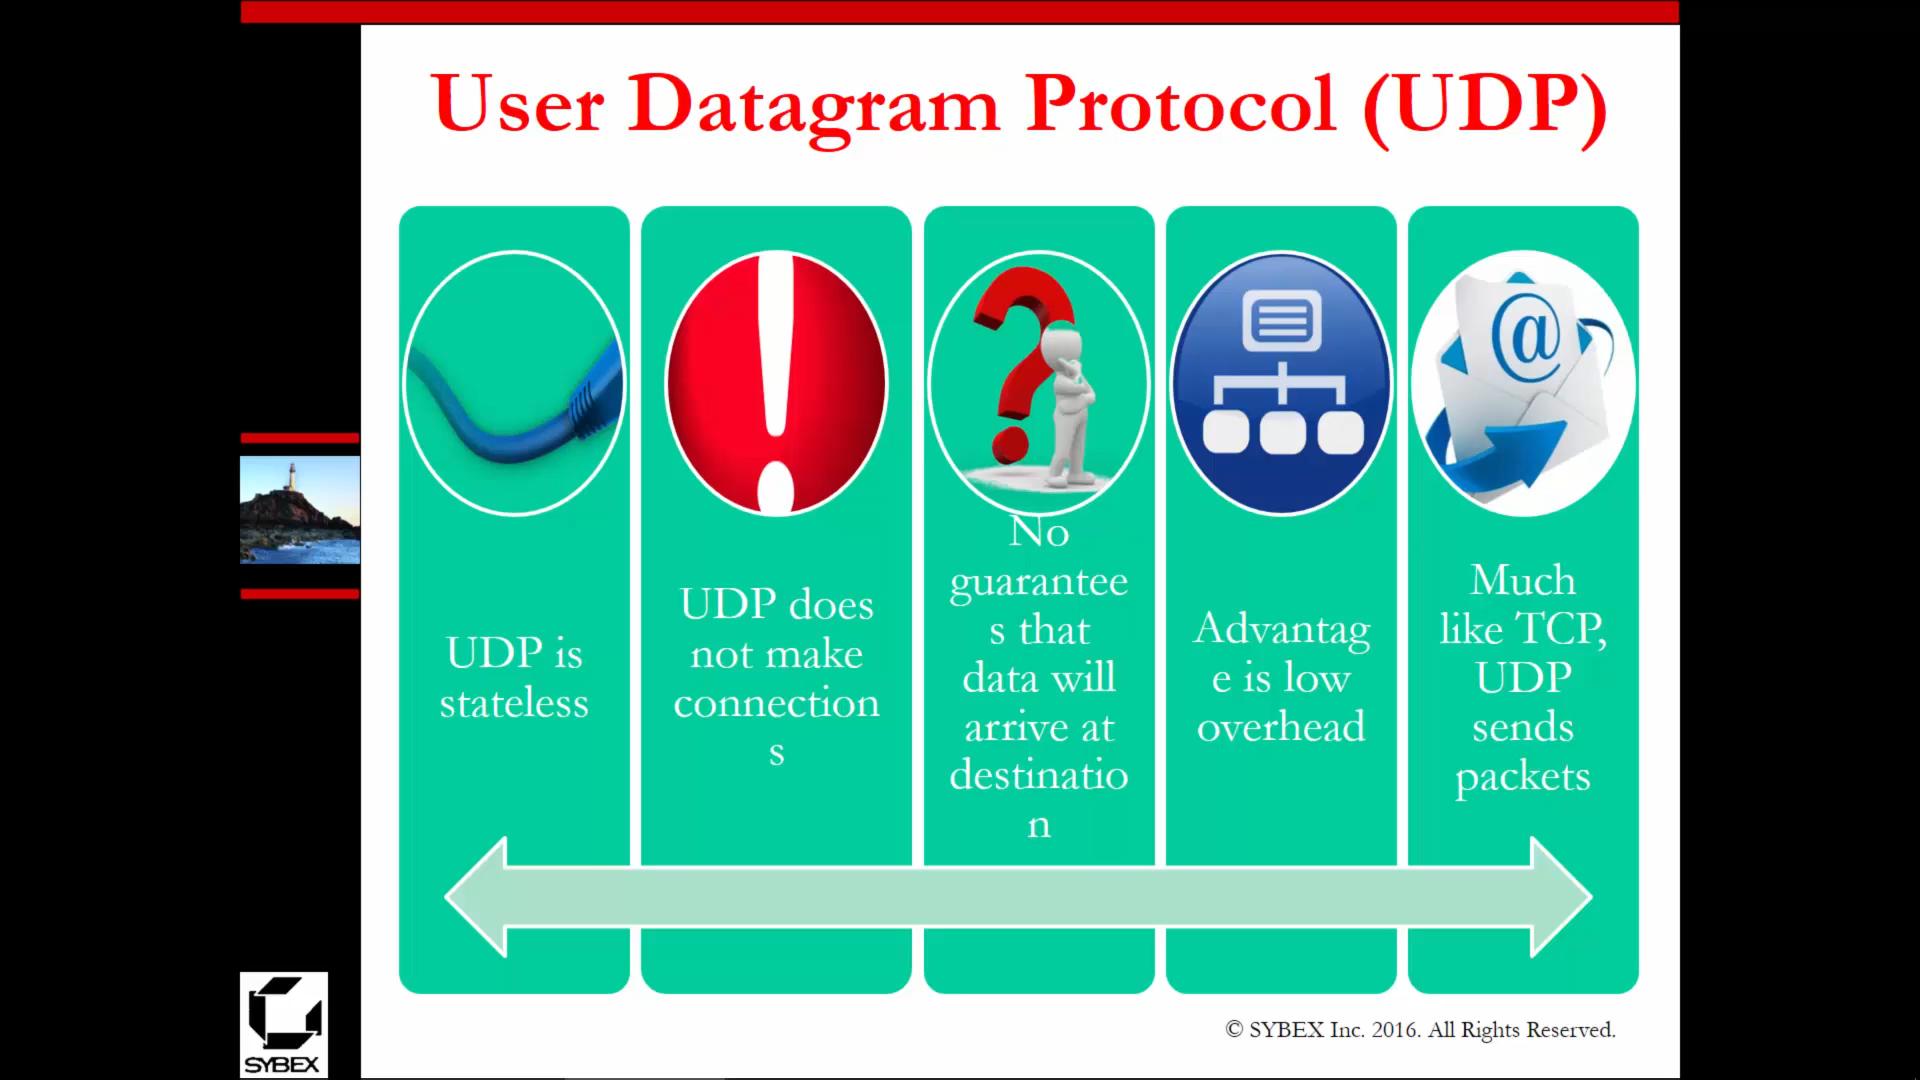 User Datagram Protocol (UDP)
UDP is
stateless
UDP does
not make
connection
s
No
guarantee
s that
data will
arrive at
destinatio
n
Advantag
e is low
overhead
Much
like TCP,
UDP
sends
packets
@
© SYBEX Inc. 2016. All Rights Reserved.
SYBEX